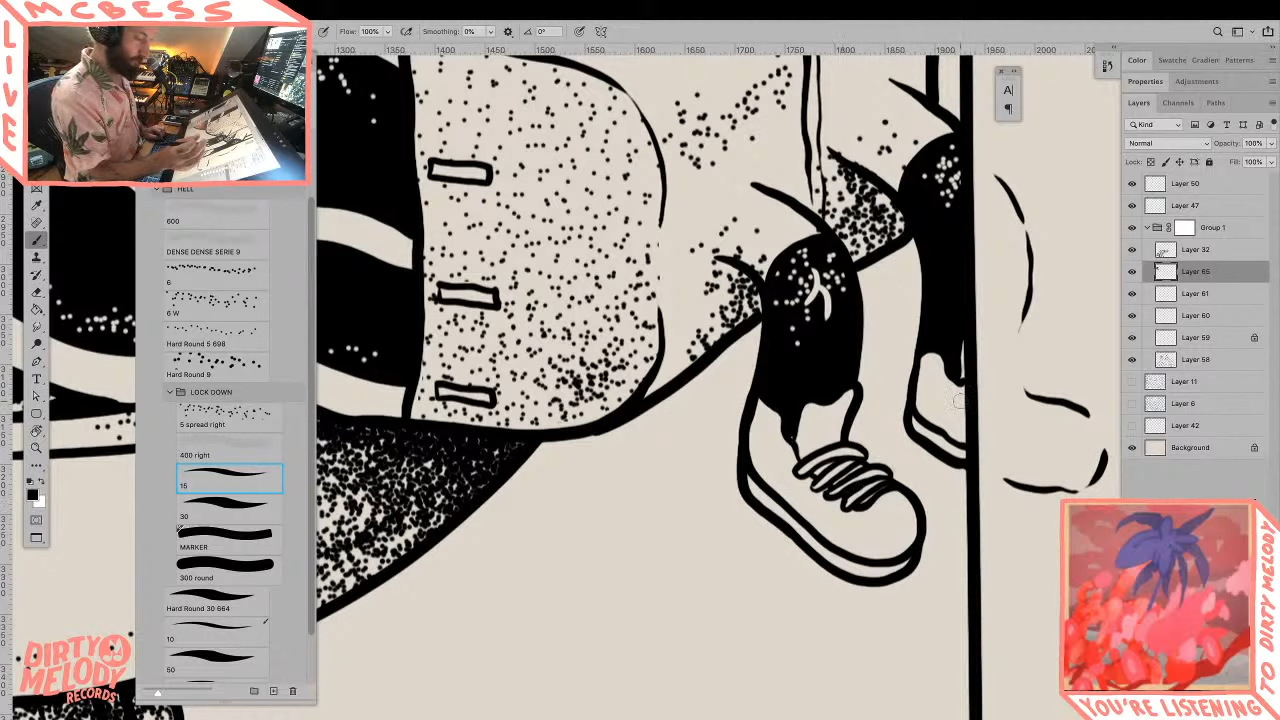 MCBESS
LIVE
Flow: 100%
Smoothing: 0%
0°
1300 1350 1400 1450 1500 1550 1600 1650 1700 1750 1800 1850 1900 1950 2000
HELL
600
DENSE DENSE SERIE 9
6
6 W
Hard Round 5 698
Hard Round 9
LOCK DOWN
5 spread right
400 right
15
30
MARKER
300 round
Hard Round 30 664
10
50
A|
¶
Color Swatche Gradien Patterns
Properties Adjustments
Layers Channels Paths
Kind
Normal Opacity: 100%
Lock: Fill: 100%
Layer 50
Layer 47
Group 1
Layer 32
Layer 65
Layer 61
Layer 60
Layer 59
Layer 58
Layer 11
Layer 6
Layer 42
Background
DIRTY
MELODY
RECORDS
YOU'RE LISTENING
TO DIRTY MELODY